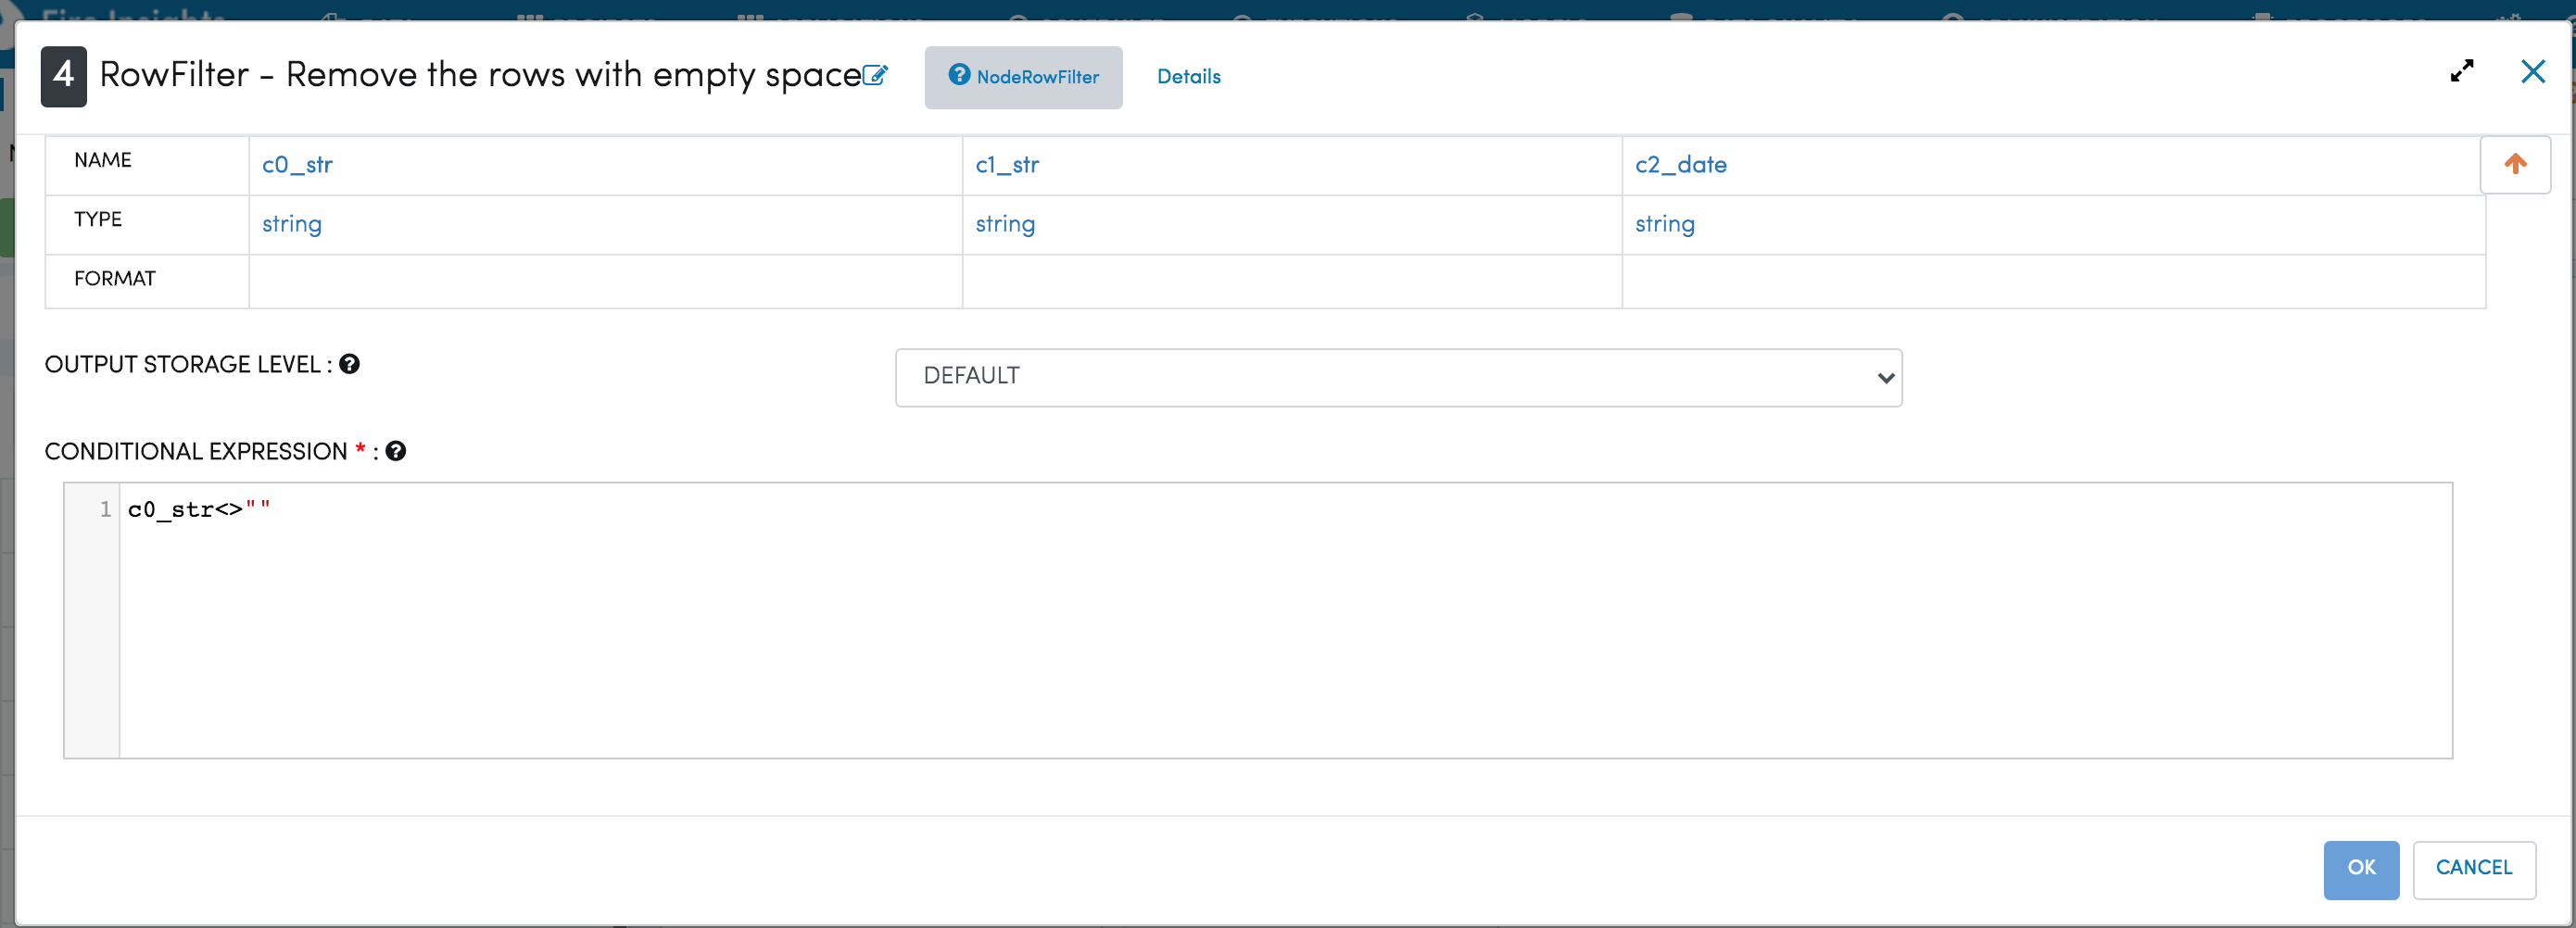 4 RowFilter - Remove the rows with empty space NodeRowFilter Details
NAME c0_str c1_str c2_date
TYPE string string string
FORMAT
OUTPUT STORAGE LEVEL : DEFAULT
CONDITIONAL EXPRESSION * :
1 c0_str<>""
OK CANCEL